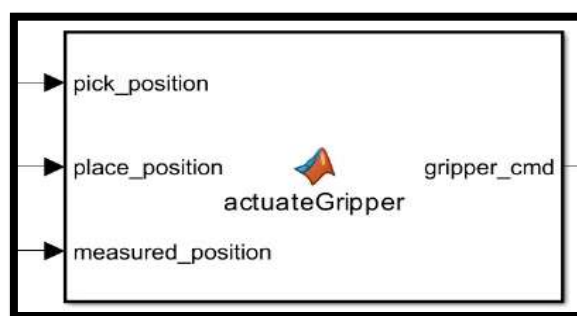 pick_position
place_position
gripper_cmd
actuateGripper
measured_position